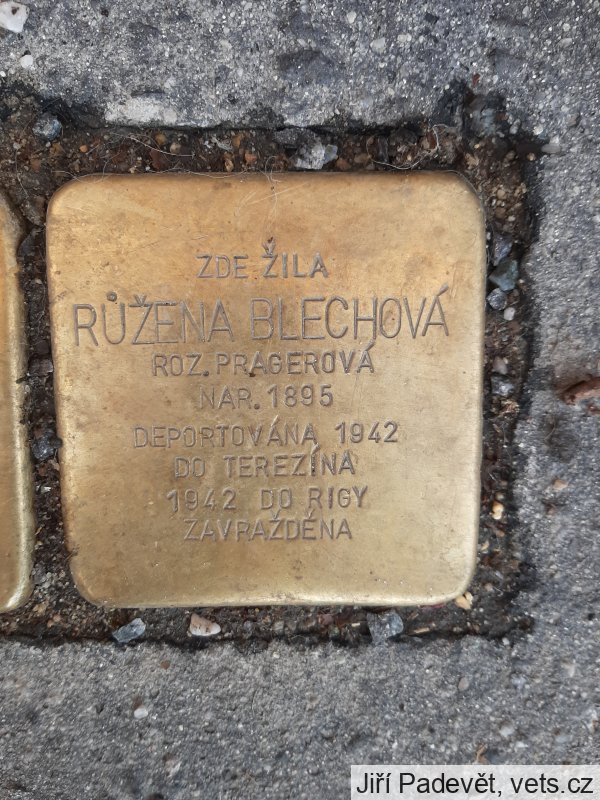 ZDE ŽILA
RŮŽENA BLECHOVÁ
ROZ. PRAGEROVÁ
NAR. 1895
DEPORTOVÁNA 1942
DO TEREZÍNA
1942 DO RIGY
ZAVRAŽDĚNA
Jiří Padevět, vets.cz